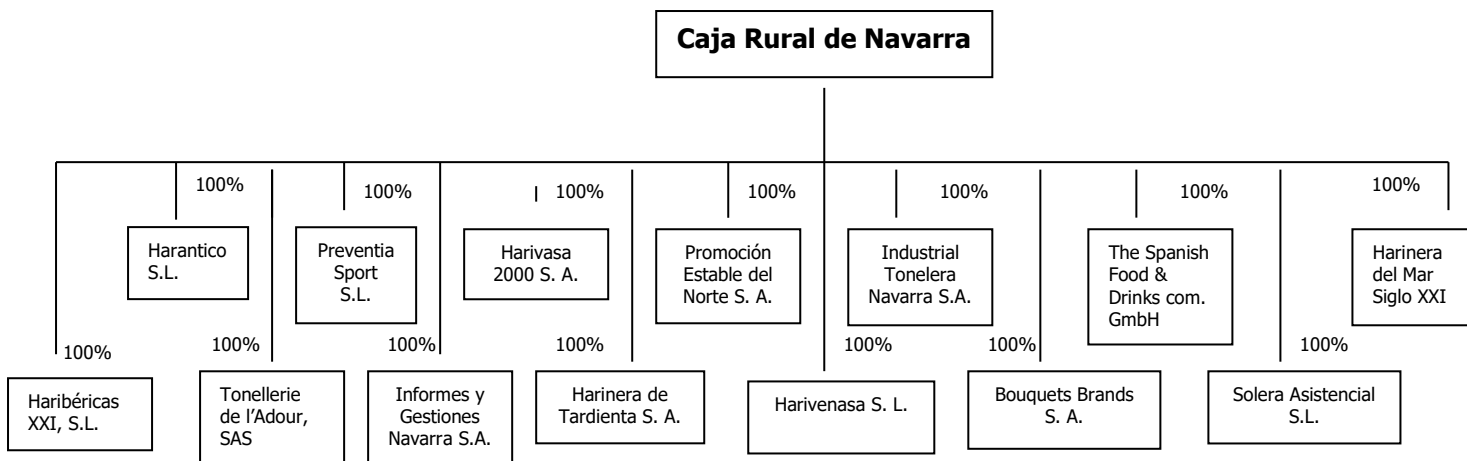 Caja Rural de Navarra
100%
100%
100%
100%
100%
100%
100%
Harantico
S.L.
Preventia
Sport
S.L.
Harivasa
2000 S. A.
Promoción
Estable del
Norte S. A.
Industrial
Tonelera
Navarra S.A.
The Spanish
Food &
Drinks com.
GmbH
Harinera
del Mar
Siglo XXI
100%
100%
100%
100%
100%
100%
100%
Haribéricas
XXI, S.L.
Tonellerie
de l’Adour,
SAS
Informes y
Gestiones
Navarra S.A.
Harinera de
Tardienta S. A.
Harivenasa S. L.
Bouquets Brands
S. A.
Solera Asistencial
S.L.